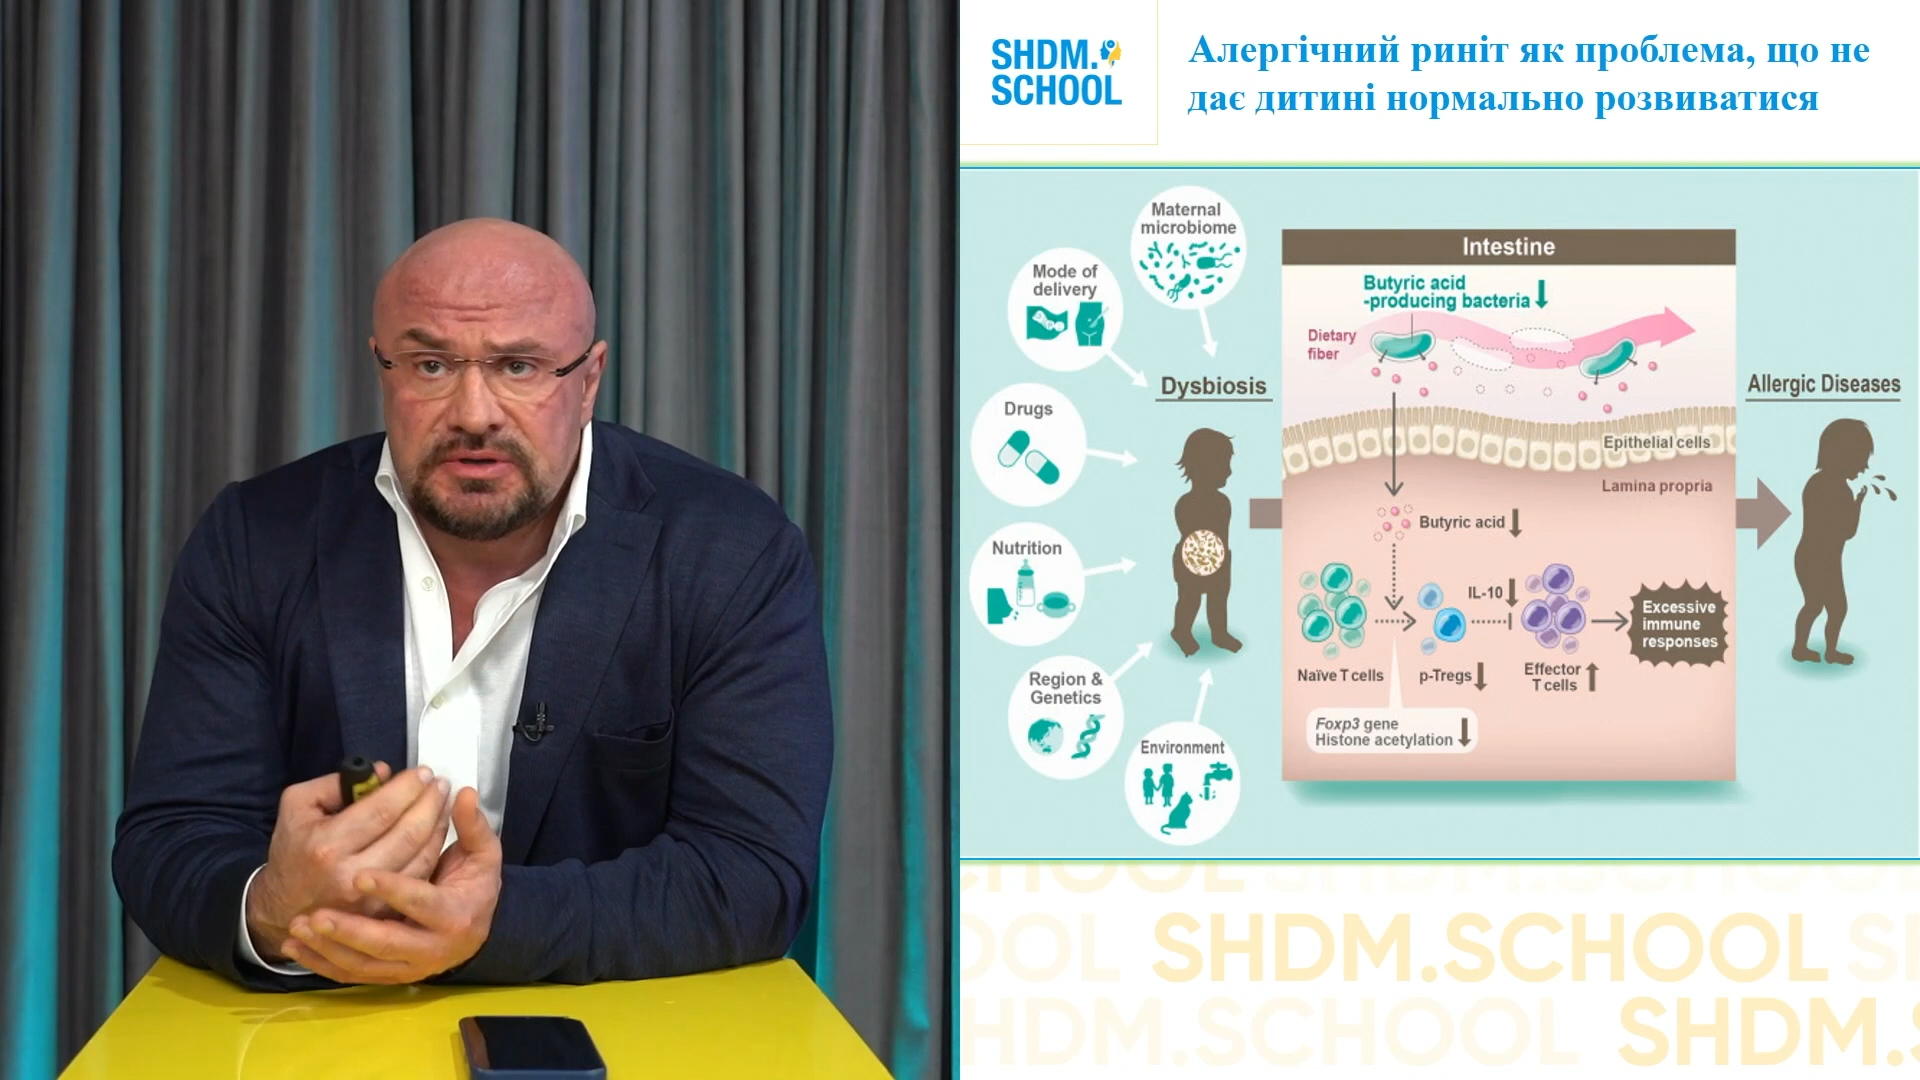 SHDM.
SCHOOL
Алергічний риніт як проблема, що не
дає дитині нормально розвиватися
Maternal
microbiome
Mode of
delivery
Drugs
Nutrition
Region &
Genetics
Environment
Dysbiosis
Intestine
Butyric acid
-producing bacteria
Dietary
fiber
Epithelial cells
Lamina propria
Butyric acid
IL-10
Naïve T cells
p-Tregs
Effector
T cells
Excessive
immune
responses
Foxp3 gene
Histone acetylation
Allergic Diseases
SHDM.SCHOOL
HDM.SCHOOL SHDM.